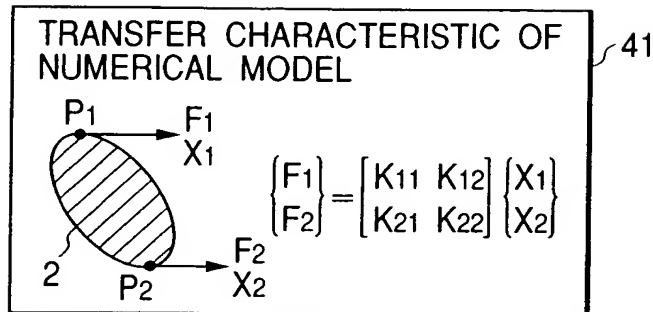 TRANSFER CHARACTERISTIC OF
NUMERICAL MODEL
41
P1
F1
X1
{F1
F2} = [K11 K12
K21 K22] {X1
X2}
2
P2
F2
X2